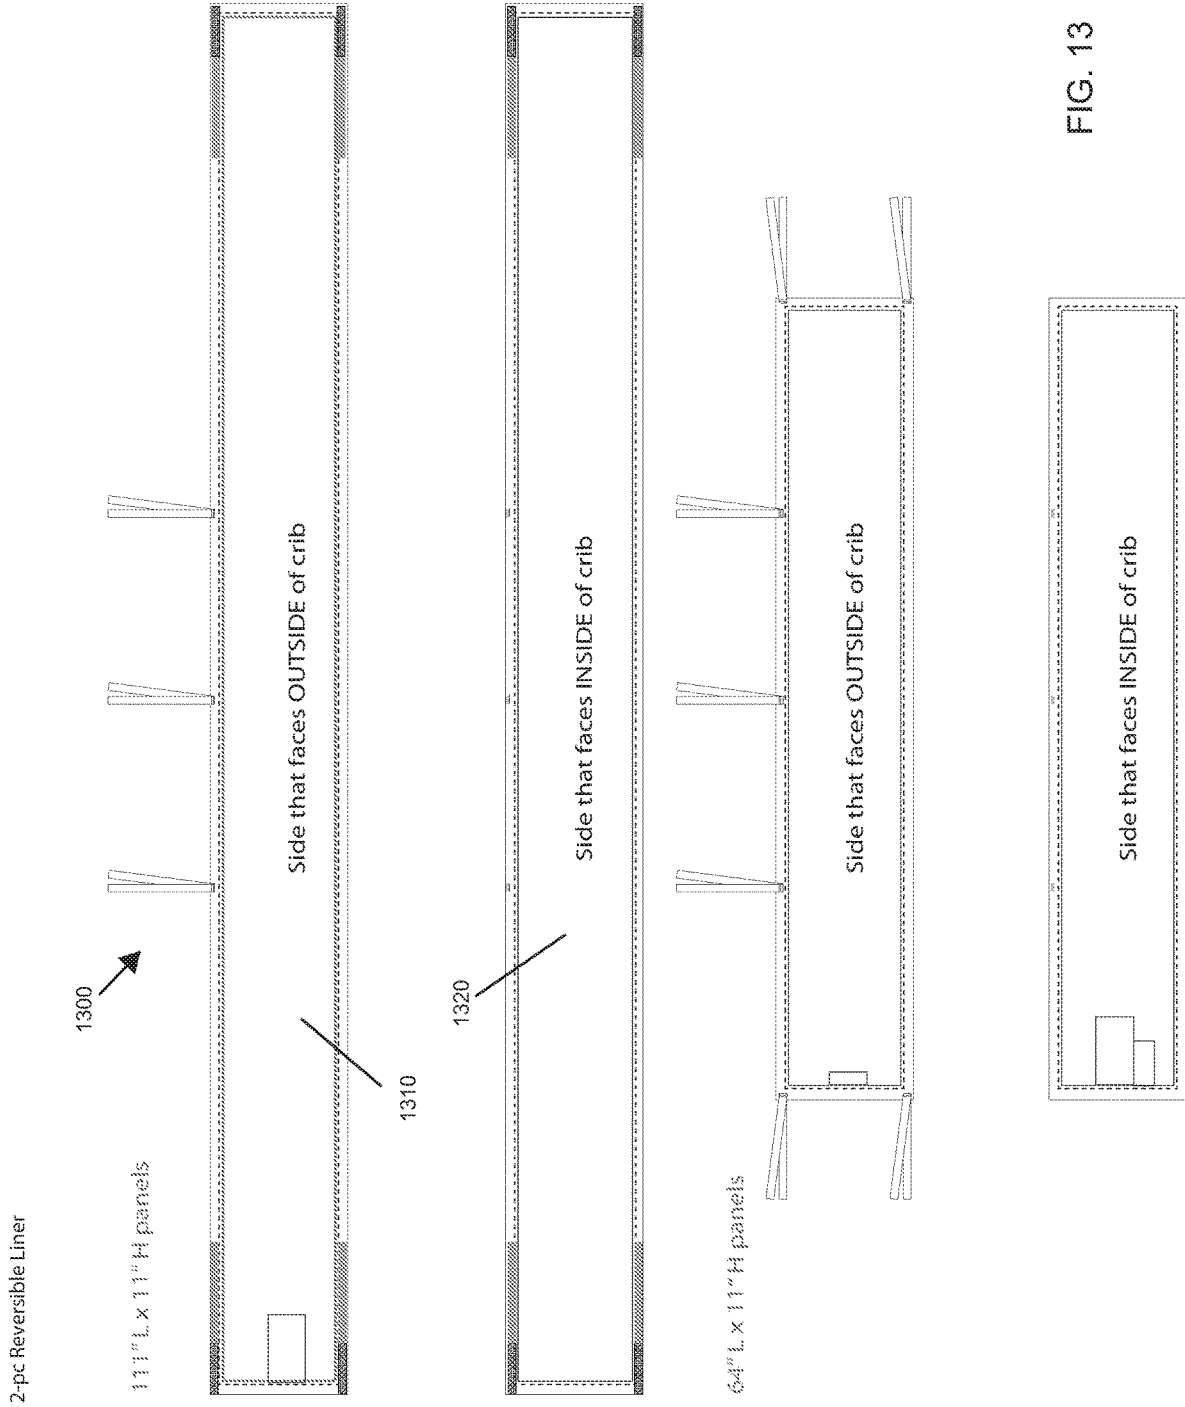 2-pc Reversible Liner
111"L x 11"H panels
1300
Side that faces OUTSIDE of crib
1310
Side that faces INSIDE of crib
1320
64"L x 11"H panels
Side that faces OUTSIDE of crib
Side that faces INSIDE of crib
FIG. 13